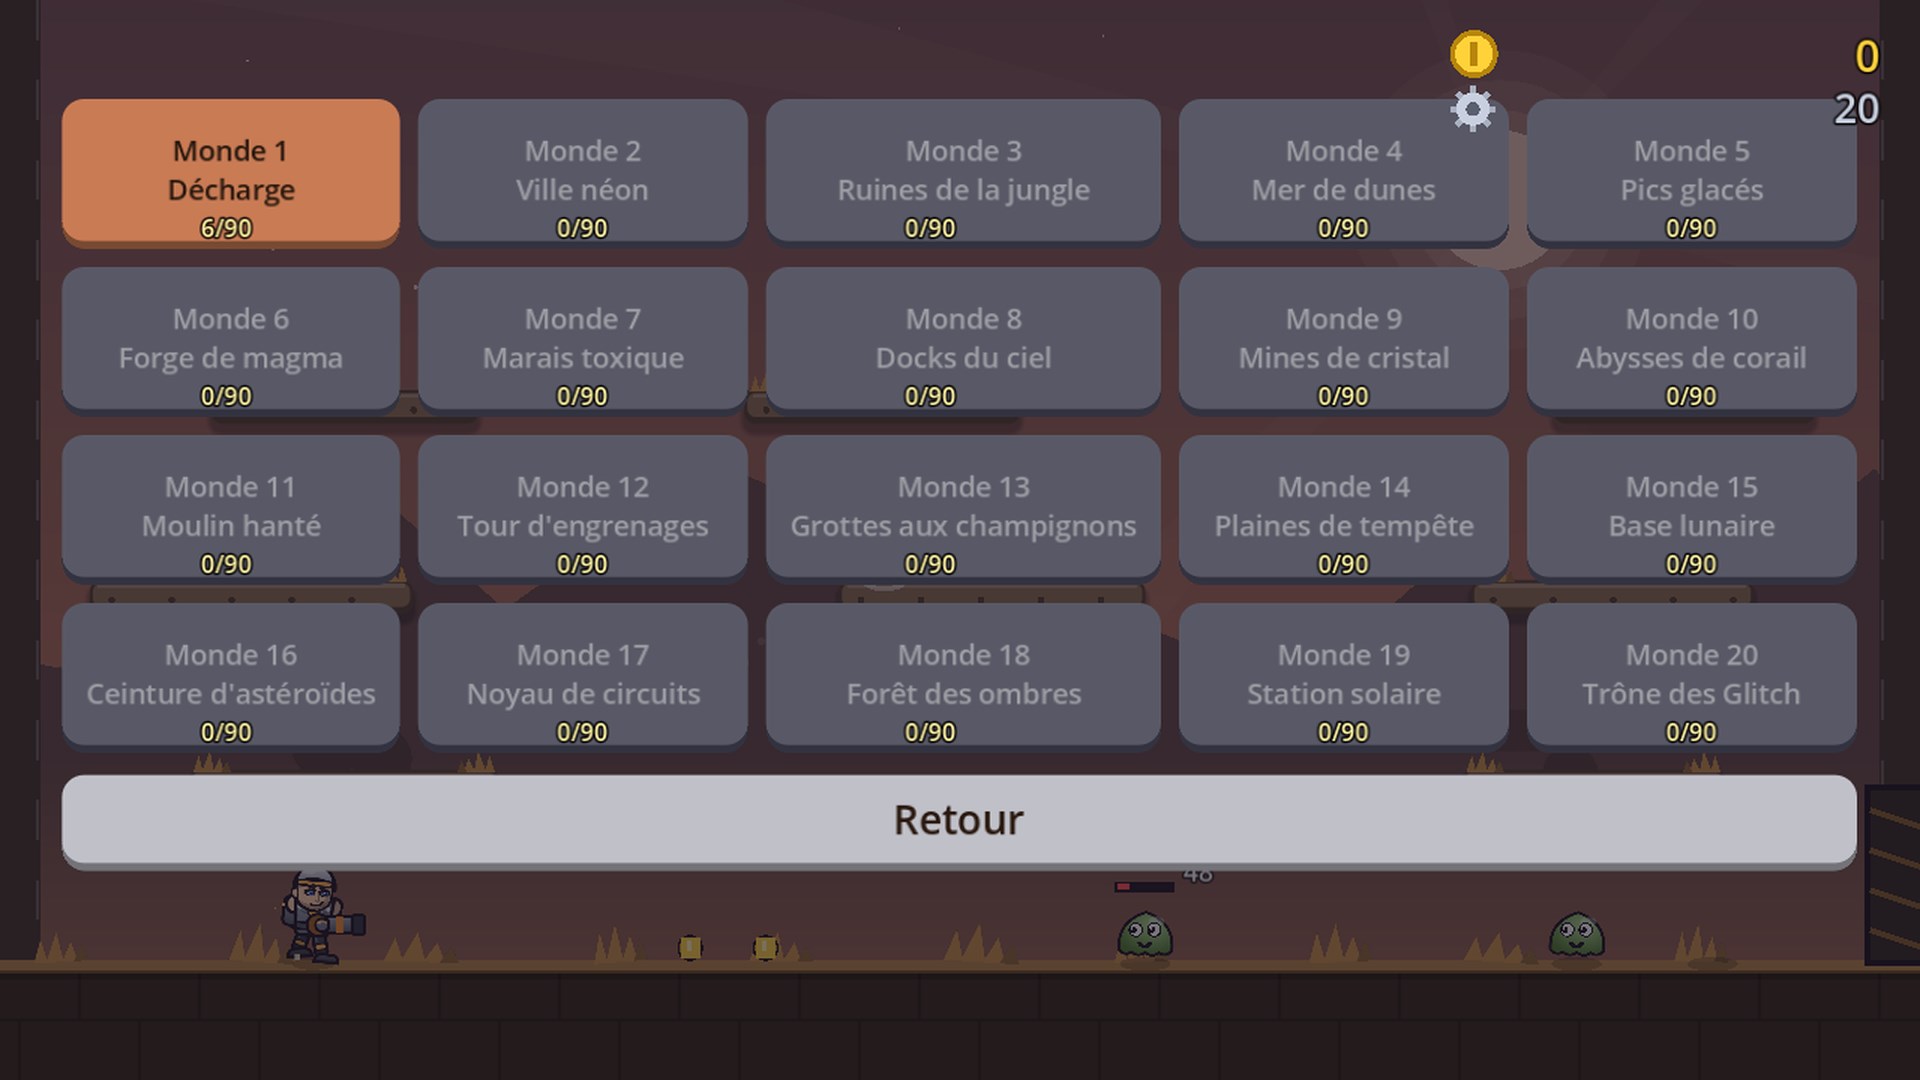 0
20
Monde 1
Décharge
6/90
Monde 2
Ville néon
0/90
Monde 3
Ruines de la jungle
0/90
Monde 4
Mer de dunes
0/90
Monde 5
Pics glacés
0/90
Monde 6
Forge de magma
0/90
Monde 7
Marais toxique
0/90
Monde 8
Docks du ciel
0/90
Monde 9
Mines de cristal
0/90
Monde 10
Abysses de corail
0/90
Monde 11
Moulin hanté
0/90
Monde 12
Tour d'engrenages
0/90
Monde 13
Grottes aux champignons
0/90
Monde 14
Plaines de tempête
0/90
Monde 15
Base lunaire
0/90
Monde 16
Ceinture d'astéroïdes
0/90
Monde 17
Noyau de circuits
0/90
Monde 18
Forêt des ombres
0/90
Monde 19
Station solaire
0/90
Monde 20
Trône des Glitch
0/90
Retour